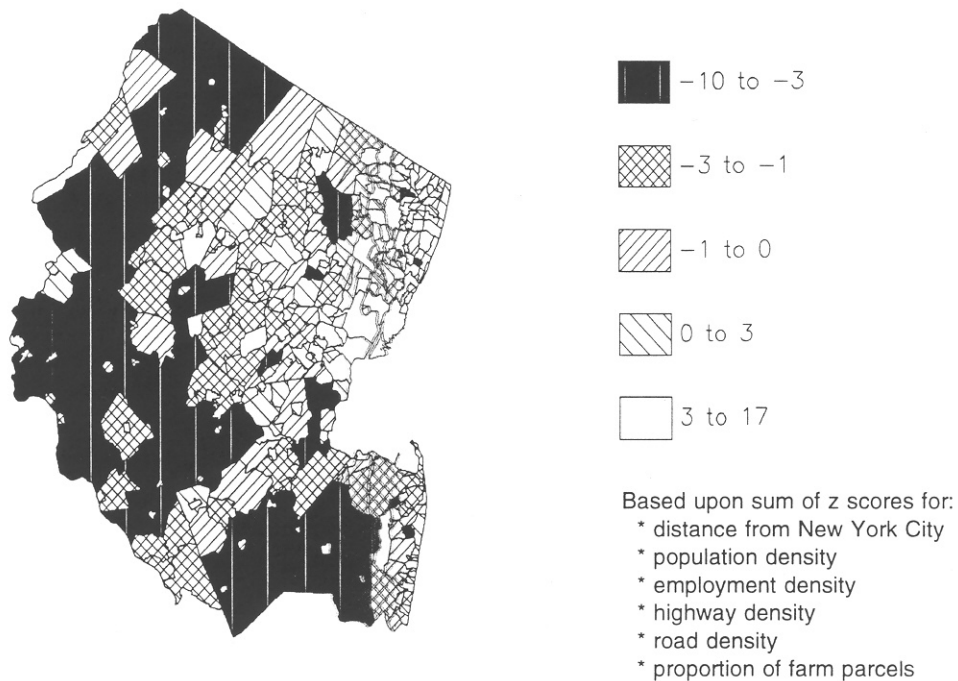 -10 to -3
-3 to -1
-1 to 0
0 to 3
3 to 17
Based upon sum of z scores for:
* distance from New York City
* population density
* employment density
* highway density
* road density
* proportion of farm parcels